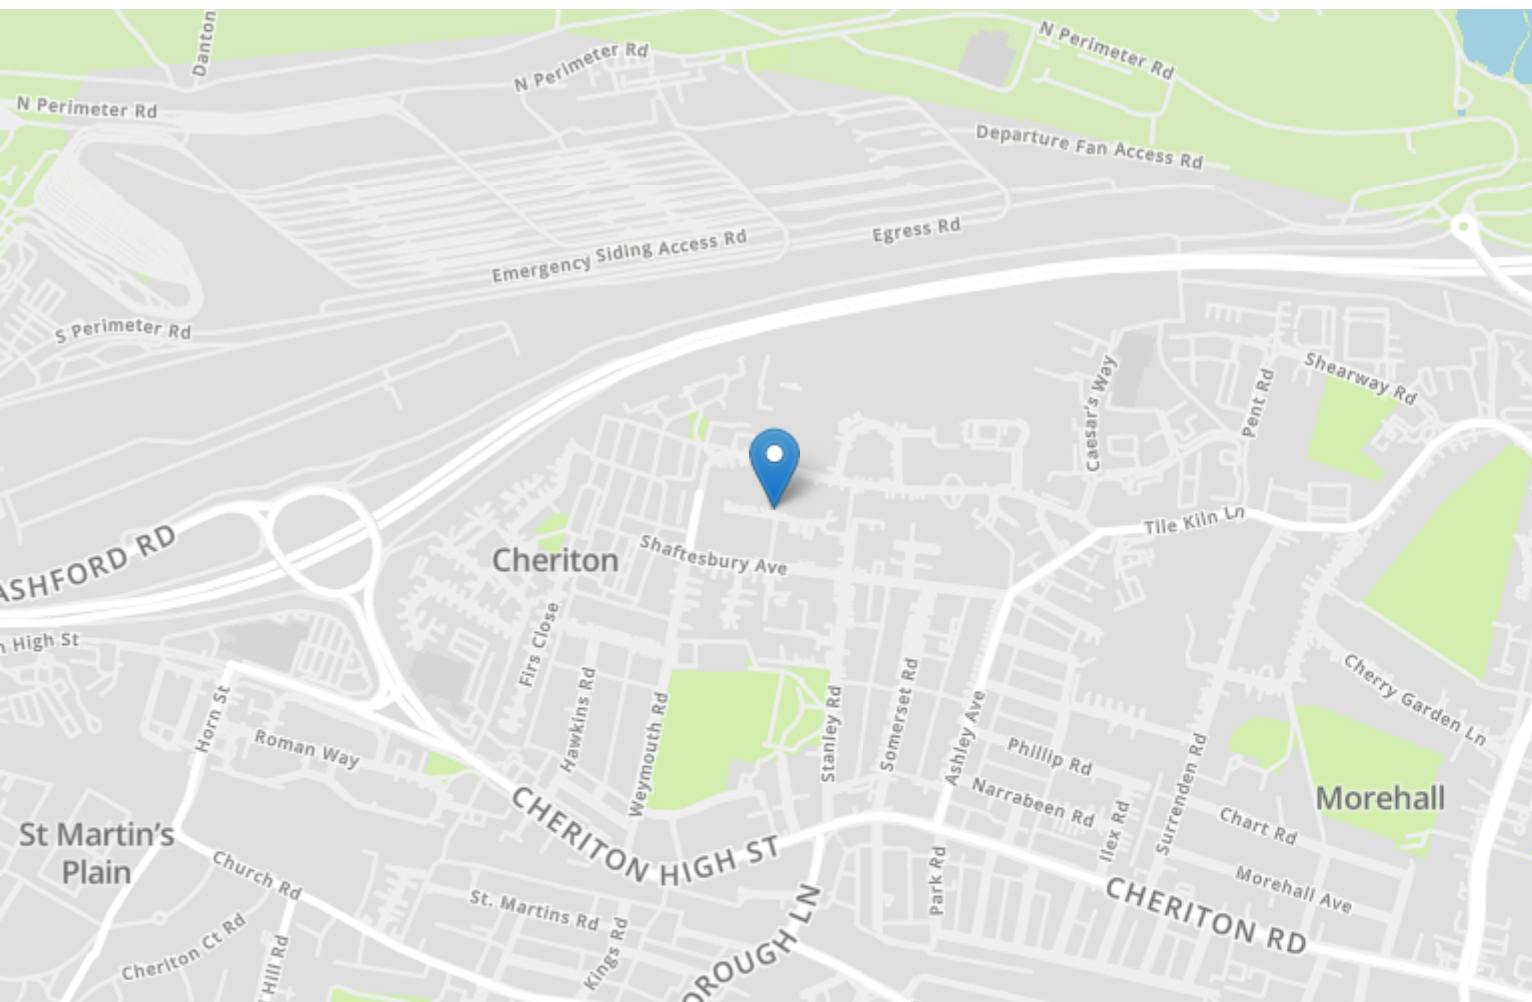 Danton
N Perimeter Rd
N Perimeter Rd
N Perimeter Rd
Departure Fan Access Rd
Egress Rd
Emergency Siding Access Rd
S Perimeter Rd
Shearway Rd
Caesar's Way
Pent Rd
Tile Kiln Ln
ASHFORD RD
Cheriton
Shaftesbury Ave
High St
Firs Close
Hawkins Rd
Weymouth Rd
Stanley Rd
Somerset Rd
Ashley Ave
Cherry Garden Ln
Horn St
Roman Way
Phillip Rd
Narrabeen Rd
Ilex Rd
Surrenden Rd
Morehall
Chart Rd
CHERITON HIGH ST
St Martin's
Plain
Church Rd
Park Rd
Morehall Ave
CHERITON RD
St. Martins Rd
Kings Rd
Cheriton Ct Rd
Hill Rd
OROUGH LN